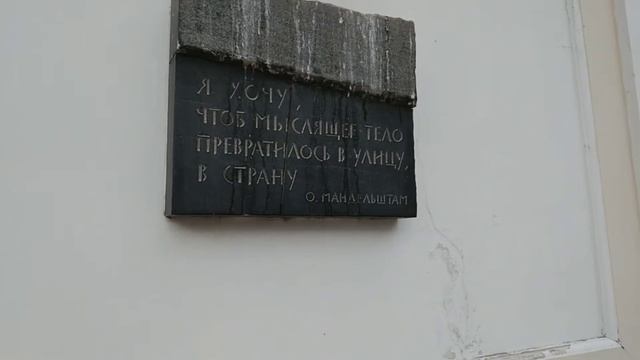 Я ХОЧУ,
ЧТОБ МЫСЛЯЩЕЕ ТЕЛО
ПРЕВРАТИЛОСЬ В УЛИЦУ,
В СТРАНУ
О. МАНДЕЛЬШТАМ